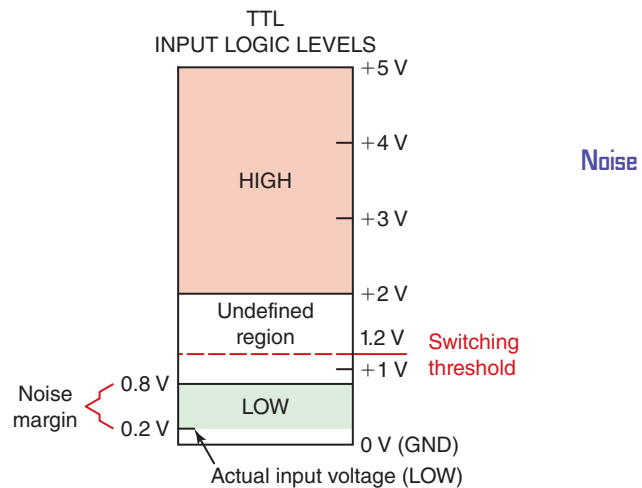 TTL
INPUT LOGIC LEVELS
+5 V
+4 V
Noise
HIGH
+3 V
+2 V
Undefined
region
1.2 V
Switching
threshold
+1 V
Noise
margin
0.8 V
LOW
0.2 V
0 V (GND)
Actual input voltage (LOW)